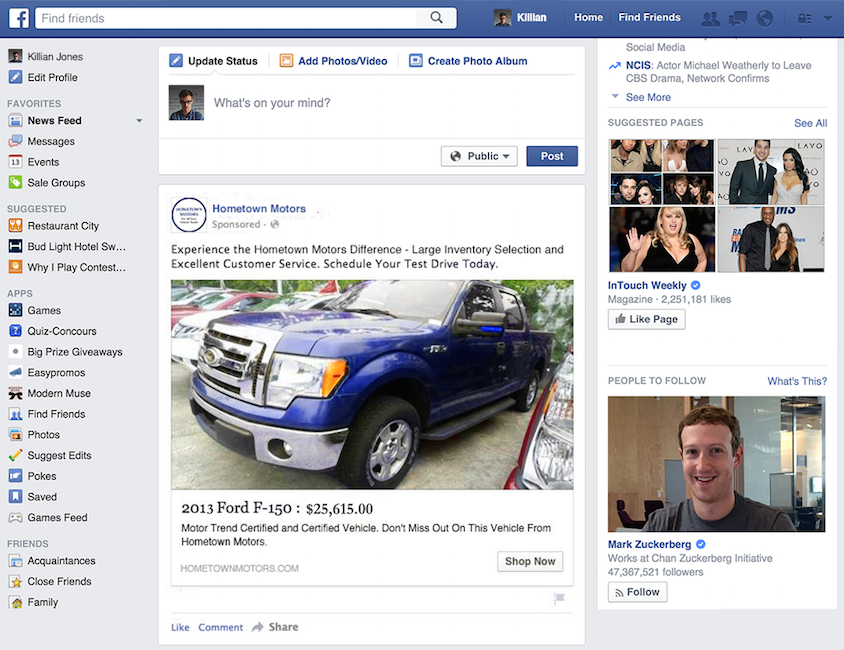 Find friends
Killian
Home
Find Friends
Killian Jones
Edit Profile
FAVORITES
News Feed
Messages
13
Events
Sale Groups
SUGGESTED
Restaurant City
Bud Light Hotel Sw...
Why I Play Contest...
APPS
Games
Quiz-Concours
Big Prize Giveaways
Easypromos
Modern Muse
Find Friends
Photos
Suggest Edits
Pokes
Saved
Games Feed
FRIENDS
Acquaintances
Close Friends
Family
Update Status
Add Photos/Video
Create Photo Album
What's on your mind?
Public
Post
HOMETOWN
MOTORS
Hometown Motors
Sponsored ·
Experience the Hometown Motors Difference - Large Inventory Selection and
Excellent Customer Service. Schedule Your Test Drive Today.
2013 Ford F-150 : $25,615.00
Motor Trend Certified and Certified Vehicle. Don't Miss Out On This Vehicle From
Hometown Motors.
HOMETOWNMOTORS.COM
Shop Now
Like Comment Share
Social Media
NCIS: Actor Michael Weatherly to Leave
CBS Drama, Network Confirms
See More
SUGGESTED PAGES
See All
LAVO
InTouch Weekly
Magazine · 2,251,181 likes
Like Page
PEOPLE TO FOLLOW
What's This?
Mark Zuckerberg
Works at Chan Zuckerberg Initiative
47,367,521 followers
Follow